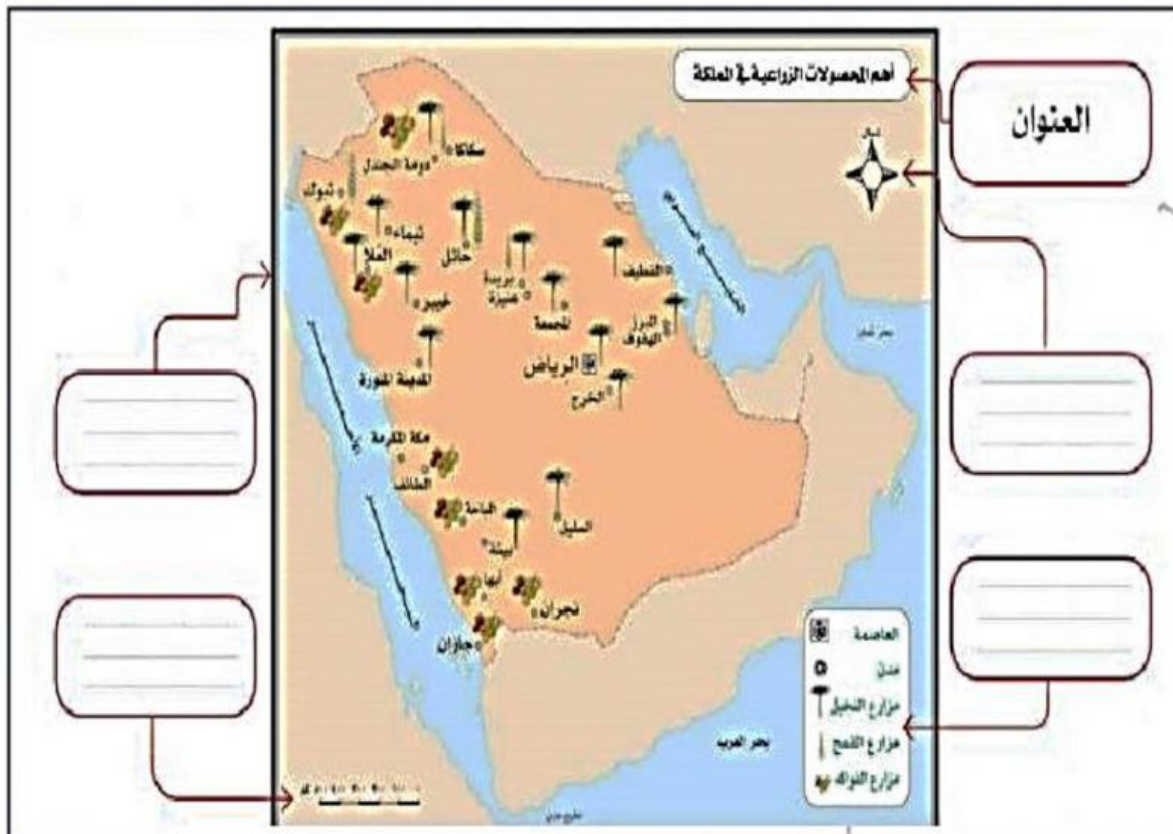 أهم المحصولات الزراعية في المملكة
العنوان
شمال
سكاكا
دومة الجندل
تبوك
تيماء
حائل
العلا
بريدة
عنيزة
القطيف
خيبر
المجمعة
المبرز
الهفوف
الرياض
المدينة المنورة
الخرج
مكة المكرمة
الطائف
الباحة
السليل
بيشة
أبها
نجران
جازان
العاصمة
مدن
مزارع النخيل
مزارع القمح
مزارع الفواكه
بحر العرب